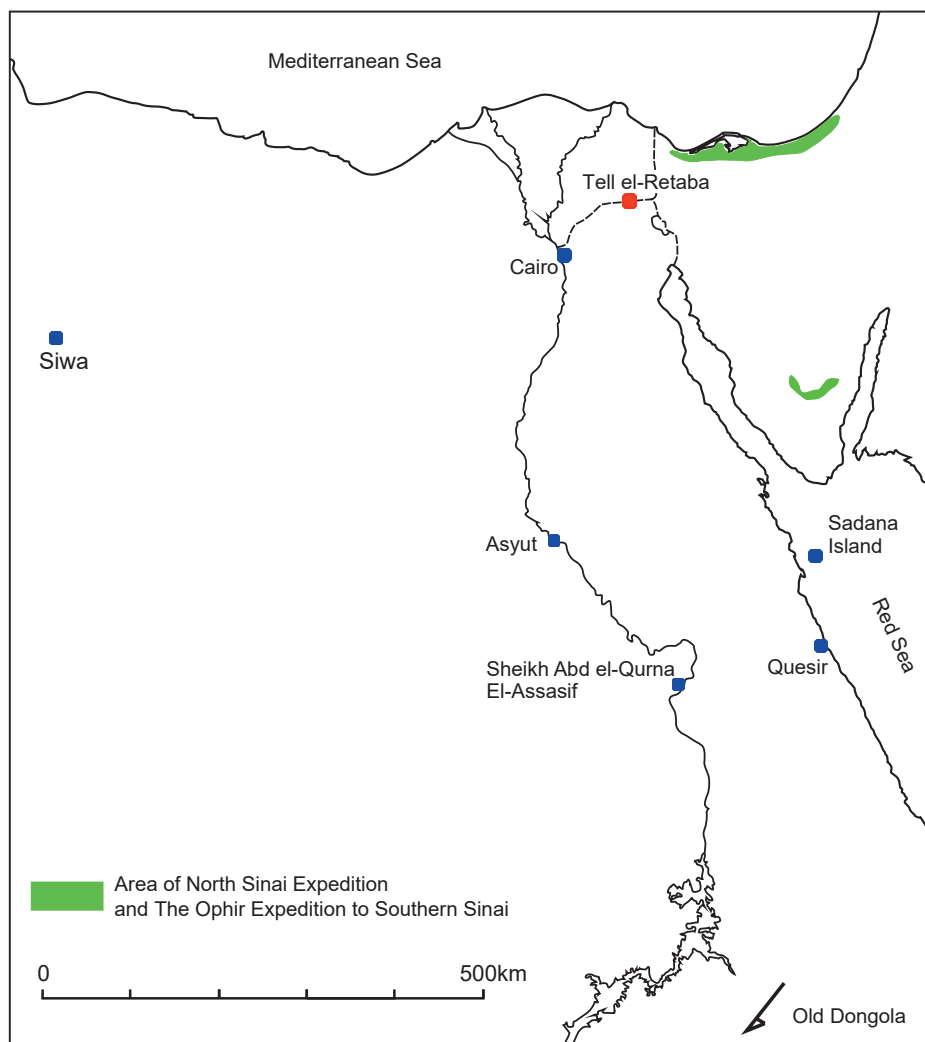 Mediterranean Sea
Tell el-Retaba
Cairo
Siwa
Sadana
Island
Asyut
Red Sea
Sheikh Abd el-Qurna
El-Assasif
Quesir
Area of North Sinai Expedition
and The Ophir Expedition to Southern Sinai
0
500km
Old Dongola